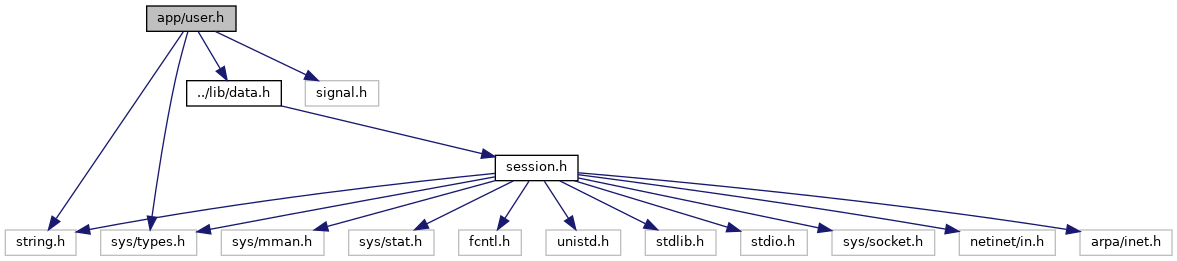 app/user.h
../lib/data.h
signal.h
session.h
string.h
sys/types.h
sys/mman.h
sys/stat.h
fcntl.h
unistd.h
stdlib.h
stdio.h
sys/socket.h
netinet/in.h
arpa/inet.h